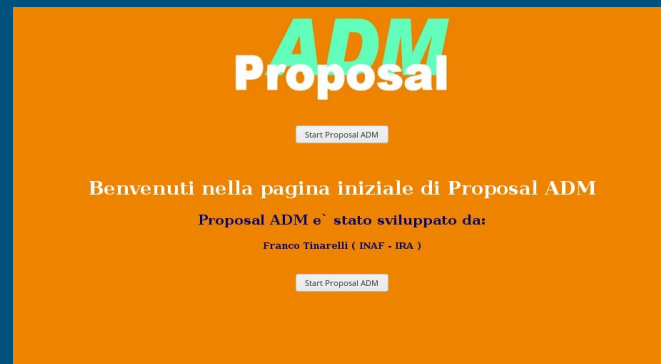 ADM
Proposal
Start Proposal ADM
Benvenuti nella pagina iniziale di Proposal ADM
Proposal ADM e` stato sviluppato da:
Franco Tinarelli ( INAF - IRA )
Start Proposal ADM